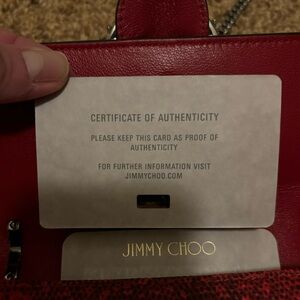 CERTIFICATE OF AUTHENTICITY
PLEASE KEEP THIS CARD AS PROOF OF
AUTHENTICITY
FOR FURTHER INFORMATION VISIT
JIMMYCHOO.COM
JIMMY CHOO